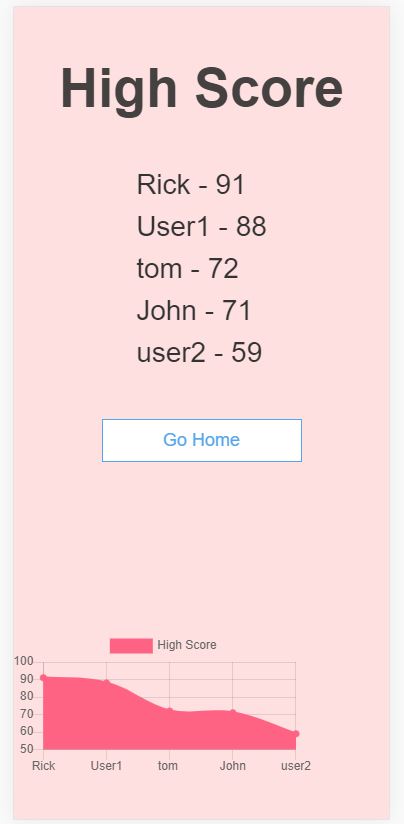 High Score
Rick - 91
User1 - 88
tom - 72
John - 71
user2 - 59
Go Home
High Score
100
90
80
70
60
50
Rick User1 tom John user2